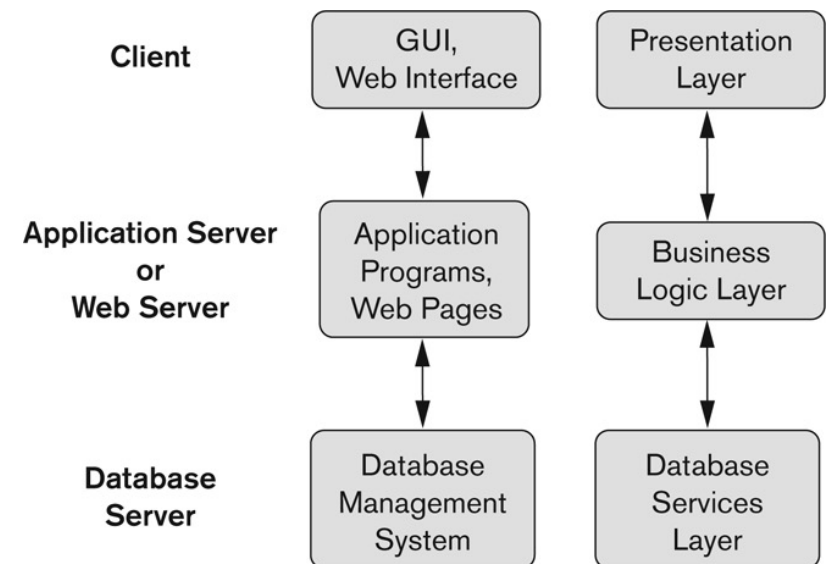 Client
GUI,
Web Interface
Presentation
Layer
Application Server
or
Web Server
Application
Programs,
Web Pages
Business
Logic Layer
Database
Server
Database
Management
System
Database
Services
Layer